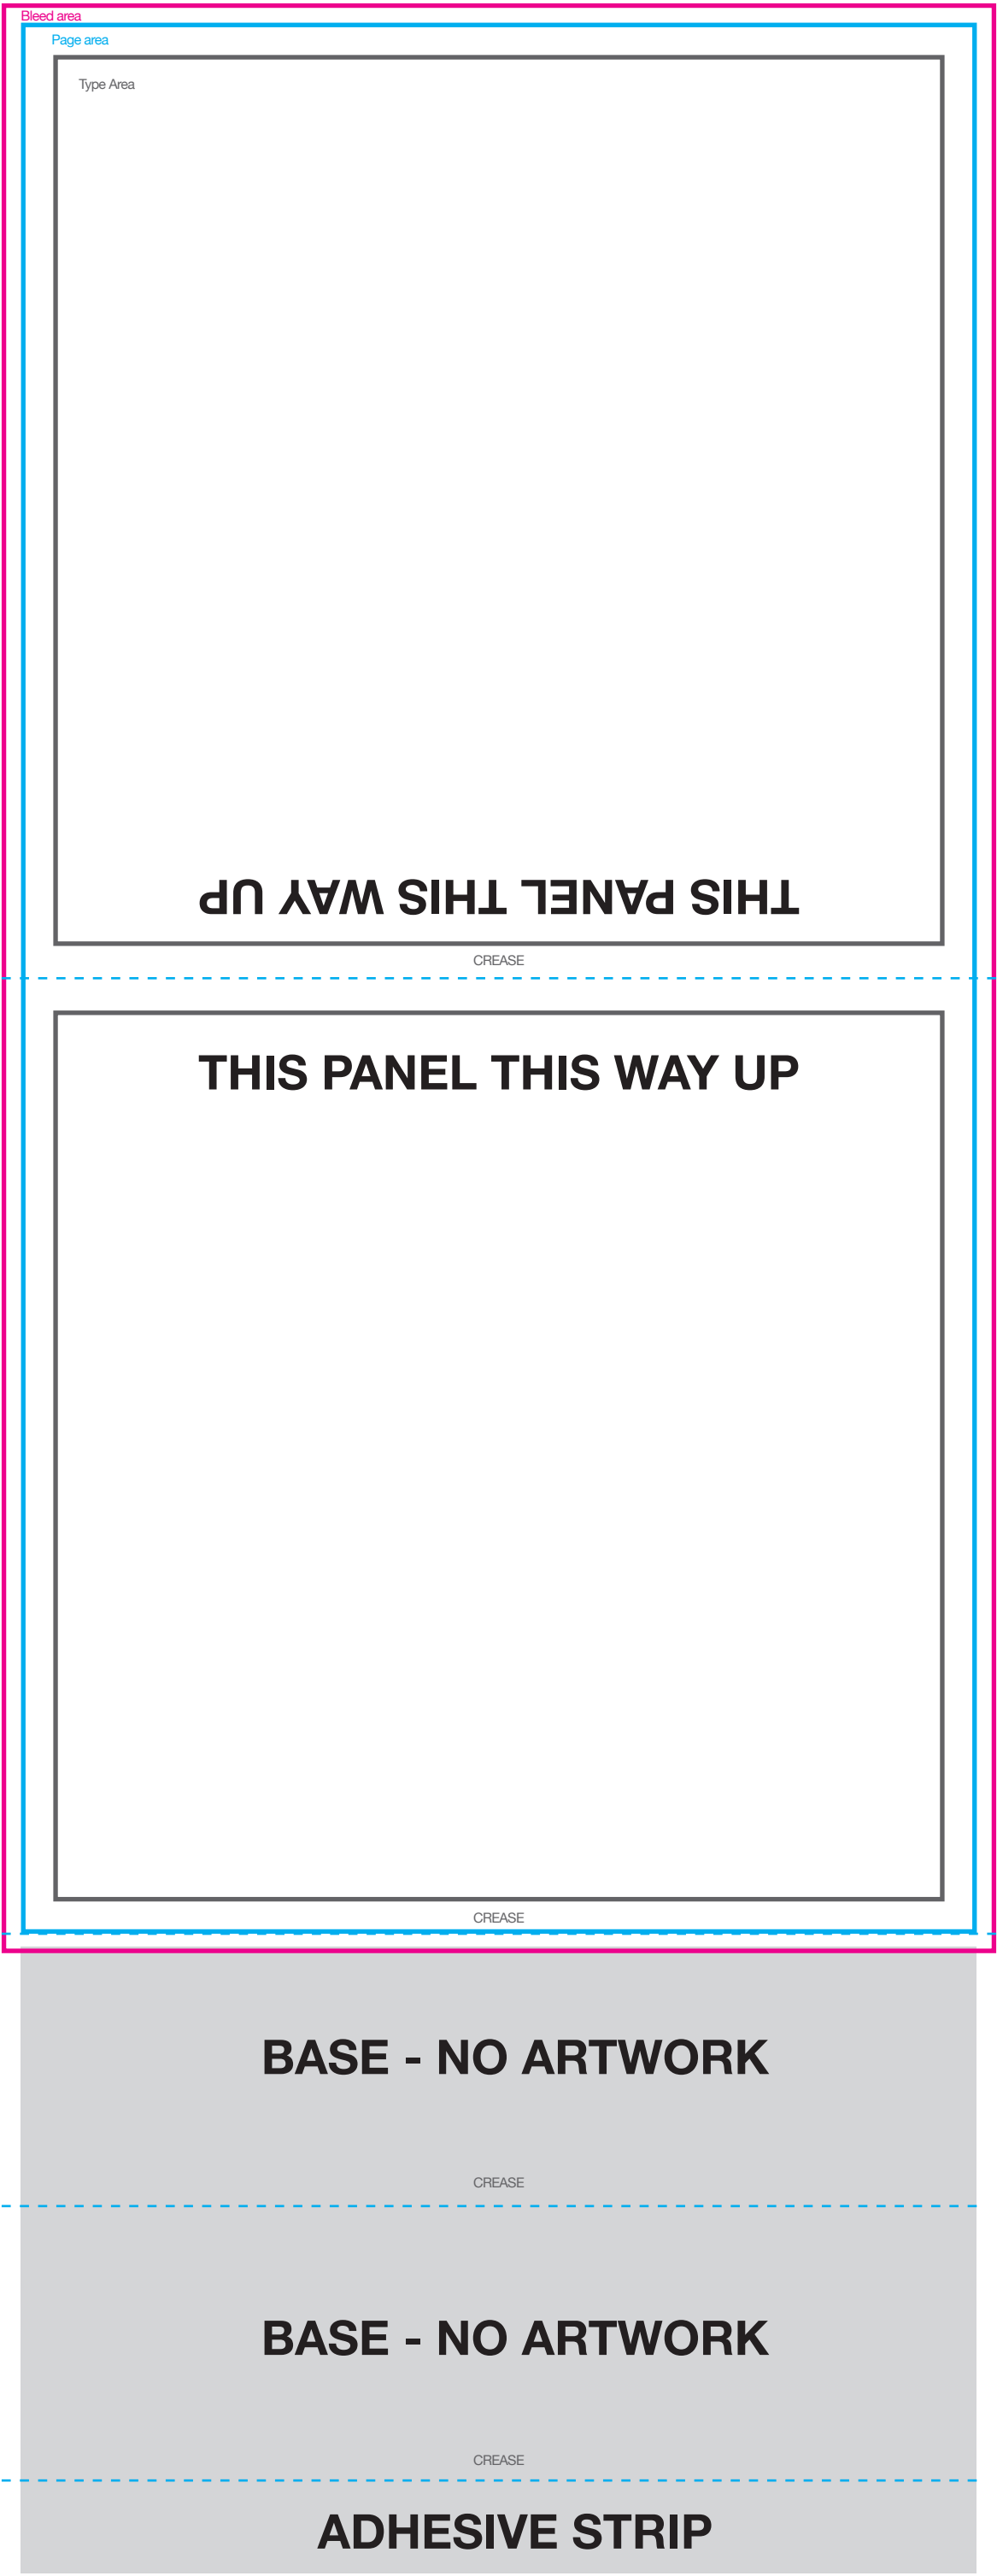 Bleed area
Page area
Type Area
THIS PANEL THIS WAY UP
CREASE
THIS PANEL THIS WAY UP
CREASE
BASE - NO ARTWORK
CREASE
BASE - NO ARTWORK
CREASE
ADHESIVE STRIP